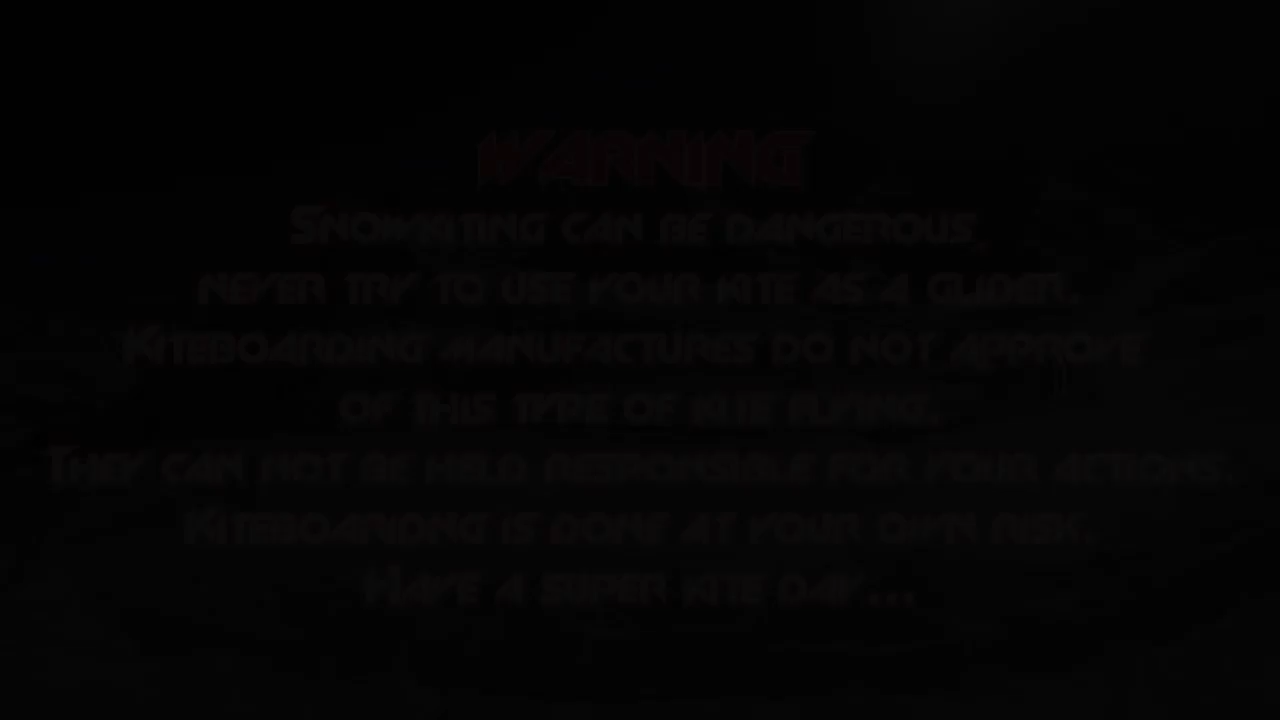 WARNING
SNOWKITING CAN BE DANGEROUS
NEVER TRY TO USE YOUR KITE AS A GLIDER.
KITEBOARDING MANUFACTURES DO NOT APPROVE
OF THIS TYPE OF KITE FLYING.
THEY CAN NOT BE HELD RESPONSIBLE FOR YOUR ACTIONS.
KITEBOARIDNG IS DONE AT YOUR OWN RISK.
HAVE A SUPER KITE DAY...